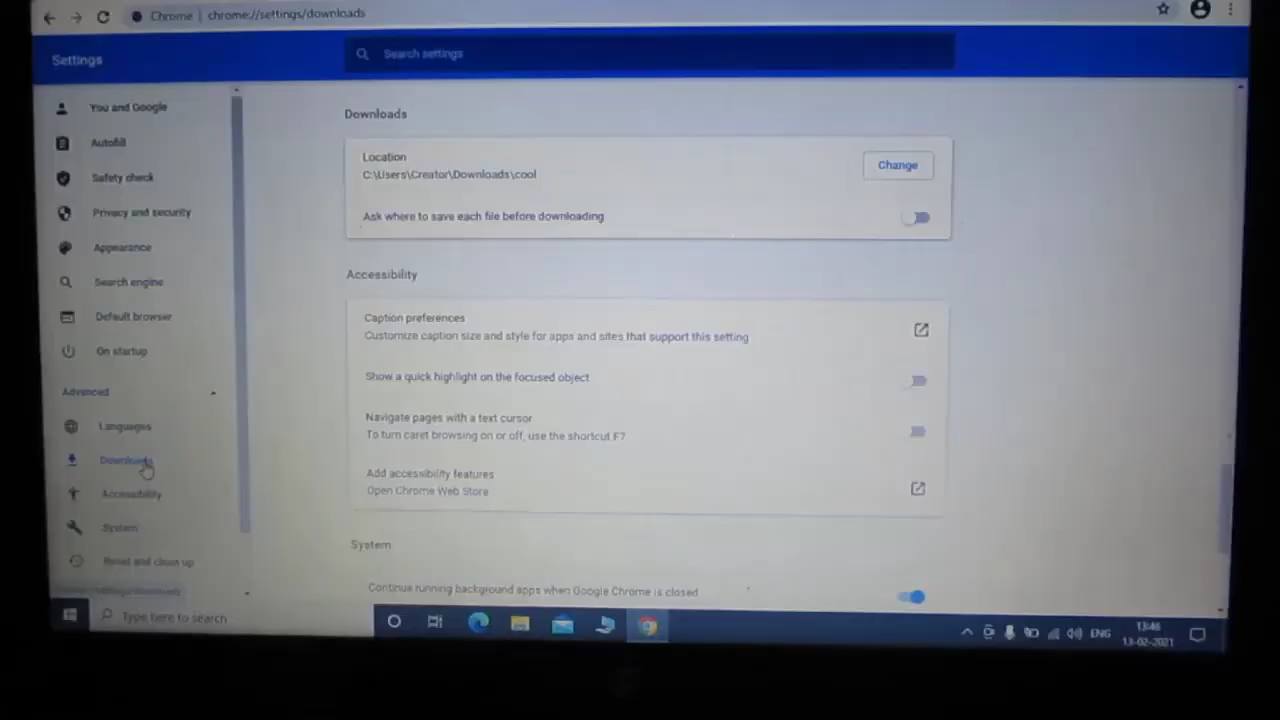 Chrome | chrome://settings/downloads
Settings
Search settings
You and Google
Autofill
Safety check
Privacy and security
Appearance
Search engine
Default browser
On startup
Advanced
Languages
Downloads
Accessibility
System
Reset and clean up
Downloads
Location
C:\Users\Creator\Downloads\cool
Change
Ask where to save each file before downloading
Accessibility
Caption preferences
Customize caption size and style for apps and sites that support this setting
Show a quick highlight on the focused object
Navigate pages with a text cursor
To turn caret browsing on or off, use the shortcut F7
Add accessibility features
Open Chrome Web Store
System
Continue running background apps when Google Chrome is closed
Type here to search
ENG
13:46
13-02-2021